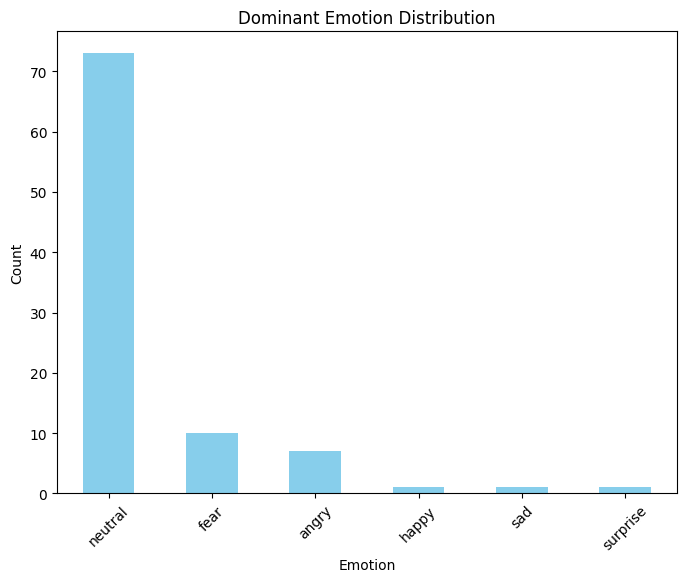 Dominant Emotion Distribution
Count
70
60
50
40
30
20
10
0
neutral
fear
angry
happy
sad
surprise
Emotion